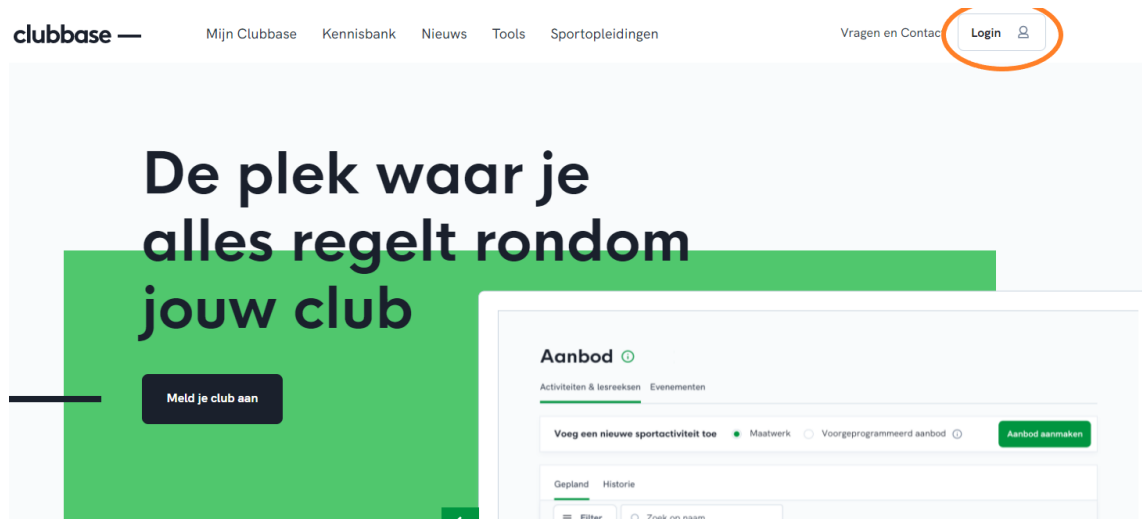 clubbase —
Mijn Clubbase Kennisbank Nieuws Tools Sportopleidingen
Vragen en Contac
Login
De plek waar je
alles regelt rondom
jouw club
Meld je club aan
Aanbod
Activiteiten & lesreeksen Evenementen
Voeg een nieuwe sportactiviteit toe Maatwerk Voorgeprogrammeerd aanbod Aanbod aanmaken
Gepland Historie
Filter Zoek op naam